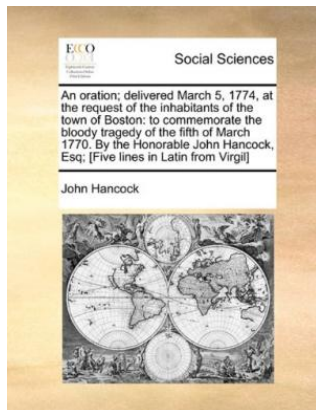 ECCO
Social Sciences
An oration; delivered March 5, 1774, at
the request of the inhabitants of the
town of Boston: to commemorate the
bloody tragedy of the fifth of March
1770. By the Honorable John Hancock,
Esq; [Five lines in Latin from Virgil]
John Hancock